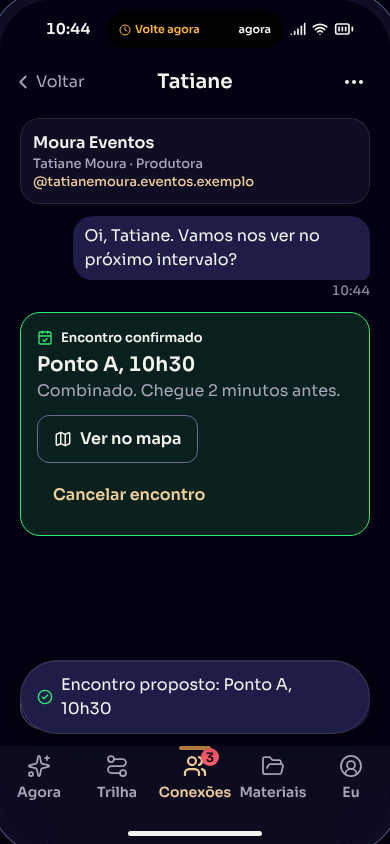 10:44
Volte agora
agora
Voltar
Tatiane
Moura Eventos
Tatiane Moura · Produtora
@tatianemoura.eventos.exemplo
Oi, Tatiane. Vamos nos ver no
próximo intervalo?
10:44
Encontro confirmado
Ponto A, 10h30
Combinado. Chegue 2 minutos antes.
Ver no mapa
Cancelar encontro
Encontro proposto: Ponto A,
10h30
3
Agora
Trilha
Conexões
Materiais
Eu